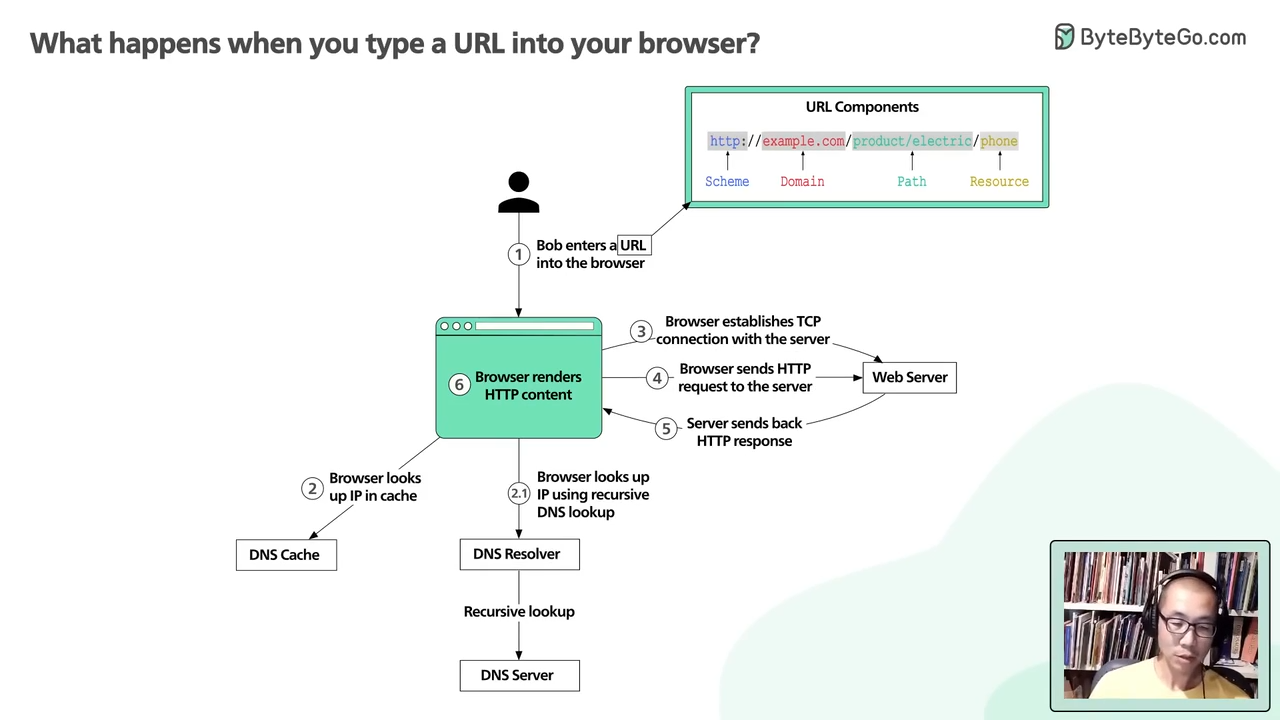 What happens when you type a URL into your browser?
ByteByteGo.com
URL Components
http://example.com/product/electric/phone
Scheme Domain Path Resource
1 Bob enters a URL
into the browser
3 Browser establishes TCP
connection with the server
4 Browser sends HTTP
request to the server
Web Server
6 Browser renders
HTTP content
5 Server sends back
HTTP response
2 Browser looks
up IP in cache
2.1 Browser looks up
IP using recursive
DNS lookup
DNS Cache
DNS Resolver
Recursive lookup
DNS Server